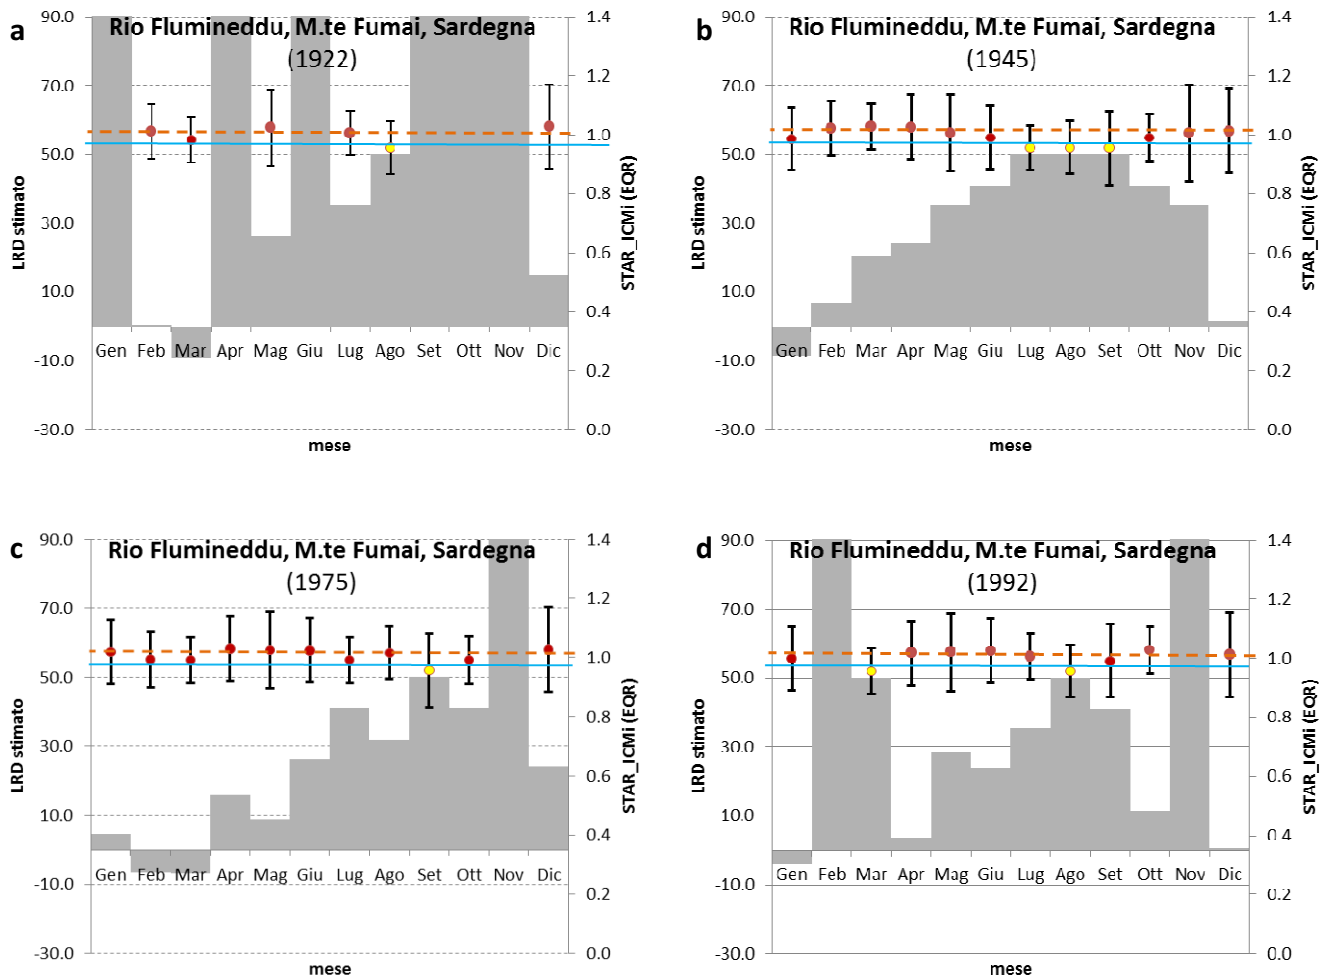 a
Rio Flumineddu, M.te Fumai, Sardegna
(1922)
90.0
70.0
50.0
30.0
10.0
-10.0
-30.0
LRD stimato
Gen Feb Mar Apr Mag Giu Lug Ago Set Ott Nov Dic
mese
1.4
1.2
1.0
0.8
0.6
0.4
0.2
0.0
STAR_ICMi (EQR)
b
Rio Flumineddu, M.te Fumai, Sardegna
(1945)
90.0
70.0
50.0
30.0
10.0
-10.0
-30.0
LRD stimato
Gen Feb Mar Apr Mag Giu Lug Ago Set Ott Nov Dic
mese
1.4
1.2
1.0
0.8
0.6
0.4
0.2
0.0
STAR_ICMi (EQR)
c
Rio Flumineddu, M.te Fumai, Sardegna
(1975)
90.0
70.0
50.0
30.0
10.0
-10.0
-30.0
LRD stimato
Gen Feb Mar Apr Mag Giu Lug Ago Set Ott Nov Dic
mese
1.4
1.2
1.0
0.8
0.6
0.4
0.2
0.0
STAR_ICMi (EQR)
d
Rio Flumineddu, M.te Fumai, Sardegna
(1992)
90.0
70.0
50.0
30.0
10.0
-10.0
-30.0
LRD stimato
Gen Feb Mar Apr Mag Giu Lug Ago Set Ott Nov Dic
mese
1.4
1.2
1.0
0.8
0.6
0.4
0.2
0.0
STAR_ICMi (EQR)